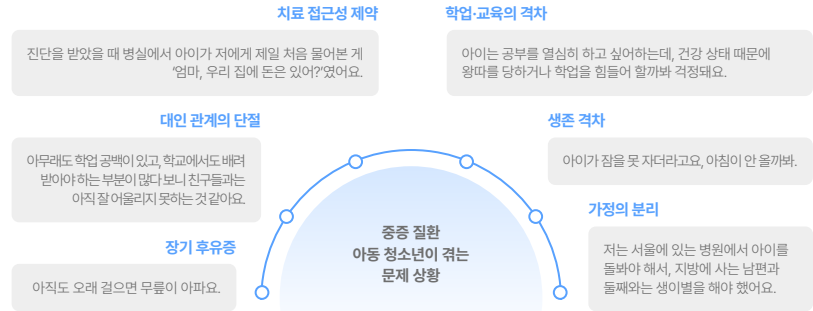 치료 접근성 제약
진단을 받았을 때 병실에서 아이가 저에게 제일 처음 물어본 게
‘엄마, 우리 집에 돈은 있어?’였어요.
학업·교육의 격차
아이는 공부를 열심히 하고 싶어하는데, 건강 상태 때문에
왕따를 당하거나 학업을 힘들어 할까봐 걱정돼요.
대인 관계의 단절
아무래도 학업 공백이 있고, 학교에서도 배려
받아야 하는 부분이 많다 보니 친구들과는
아직 잘 어울리지 못하는 것 같아요.
생존 격차
아이가 잠을 못 자더라고요, 아침이 안 올까봐.
장기 후유증
아직도 오래 걸으면 무릎이 아파요.
가정의 분리
저는 서울에 있는 병원에서 아이를
돌봐야 해서, 지방에 사는 남편과
둘째와는 생이별을 해야 했어요.
중증 질환
아동 청소년이 겪는
문제 상황